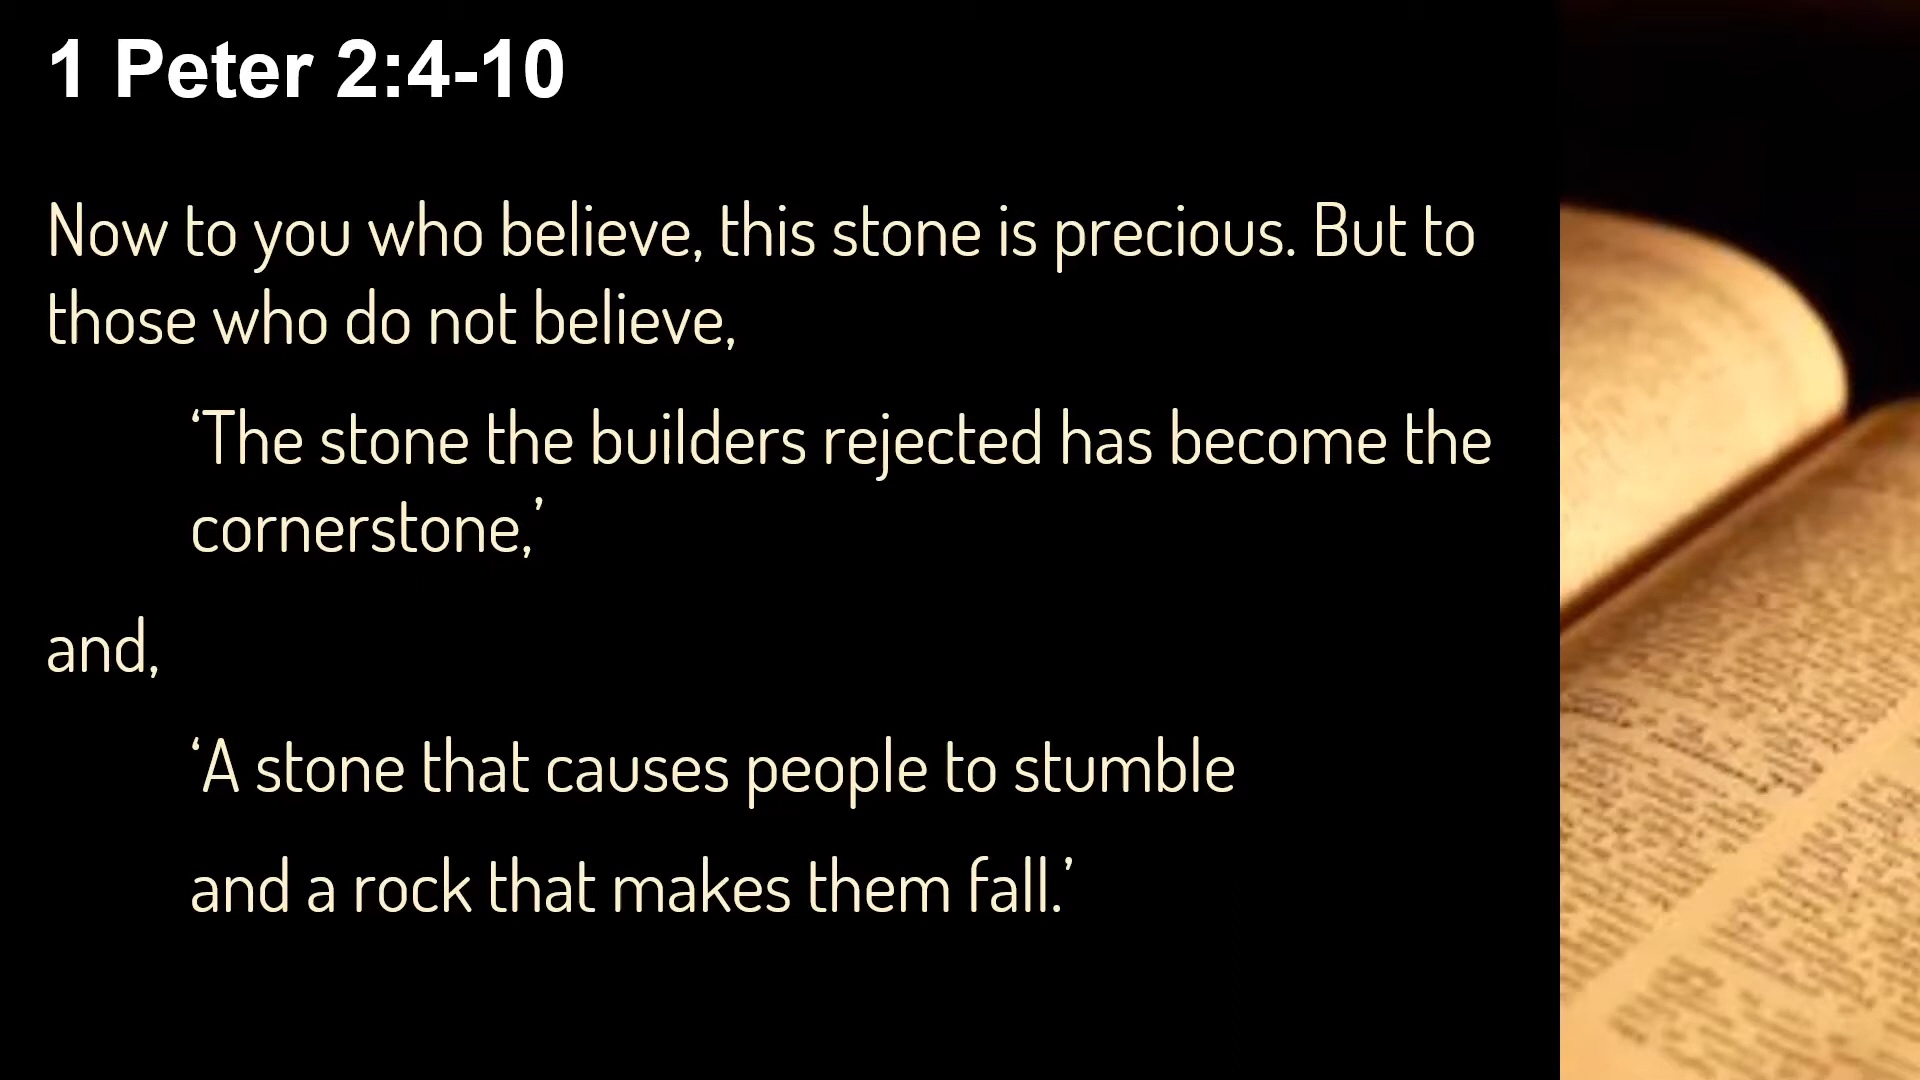 1 Peter 2:4-10
Now to you who believe, this stone is precious. But to
those who do not believe,
‘The stone the builders rejected has become the
cornerstone,’
and,
‘A stone that causes people to stumble
and a rock that makes them fall.’